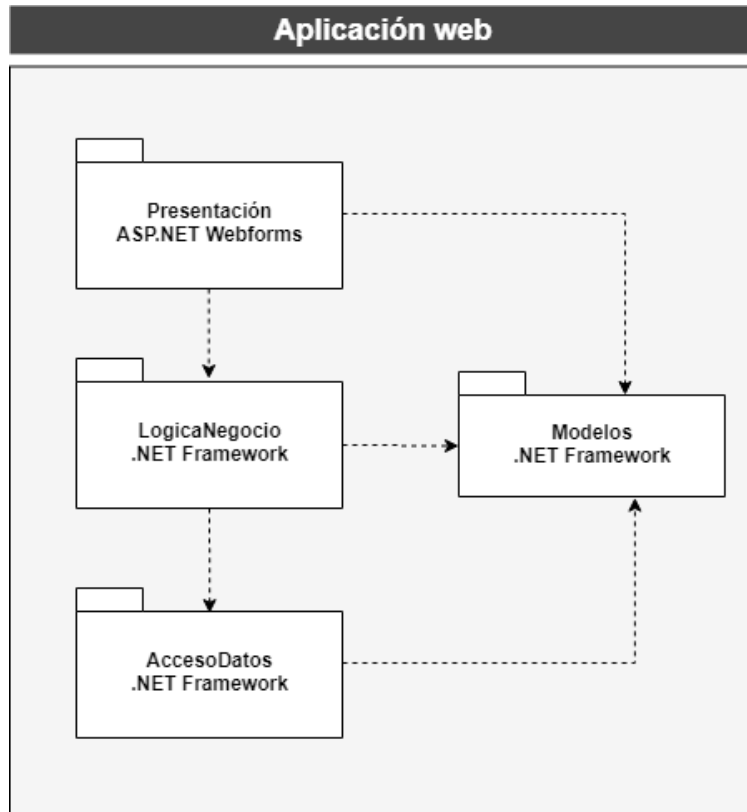 Aplicación web
Presentación
ASP.NET Webforms
LogicaNegocio
.NET Framework
Modelos
.NET Framework
AccesoDatos
.NET Framework